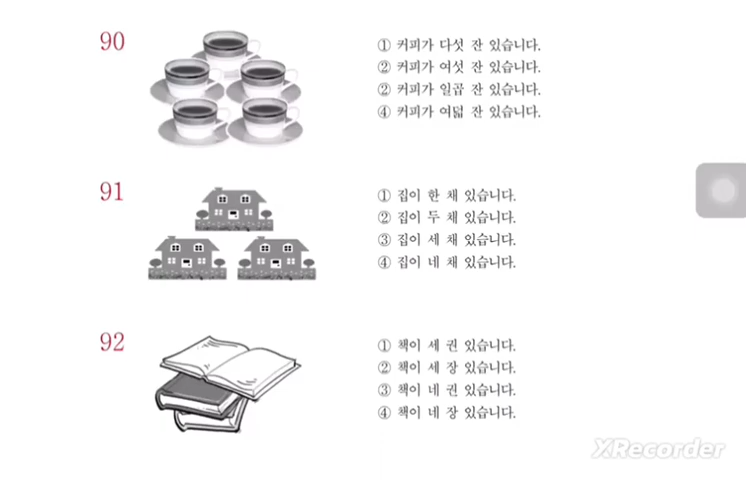 90
① 커피가 다섯 잔 있습니다.
② 커피가 여섯 잔 있습니다.
② 커피가 일곱 잔 있습니다.
④ 커피가 여덟 잔 있습니다.
91
① 집이 한 채 있습니다.
② 집이 두 채 있습니다.
③ 집이 세 채 있습니다.
④ 집이 네 채 있습니다.
92
① 책이 세 권 있습니다.
② 책이 세 장 있습니다.
③ 책이 네 권 있습니다.
④ 책이 네 장 있습니다.
XRecorder